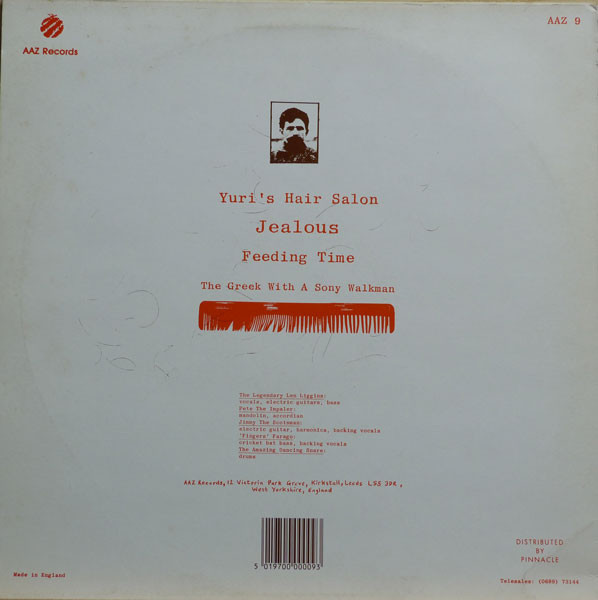 AAZ 9
AAZ Records
Yuri's Hair Salon
Jealous
Feeding Time
The Greek With A Sony Walkman
The Legendary Len Liggins:
vocals, electric guitars, bass
Pete The Impaler:
mandolin, accordian
Jimmy The Scotsman:
electric guitar, harmonica, backing vocals
'Fingers' Farago:
cricket bat bass, backing vocals
The Amazing Dancing Snare:
drums
AAZ Records, 12 Victoria Park Grove, Kirkstall, Leeds LS5 3DR,
West Yorkshire, England
5 019700 000093
DISTRIBUTED
BY
PINNACLE
Made in England
Telesales: (0689) 73144